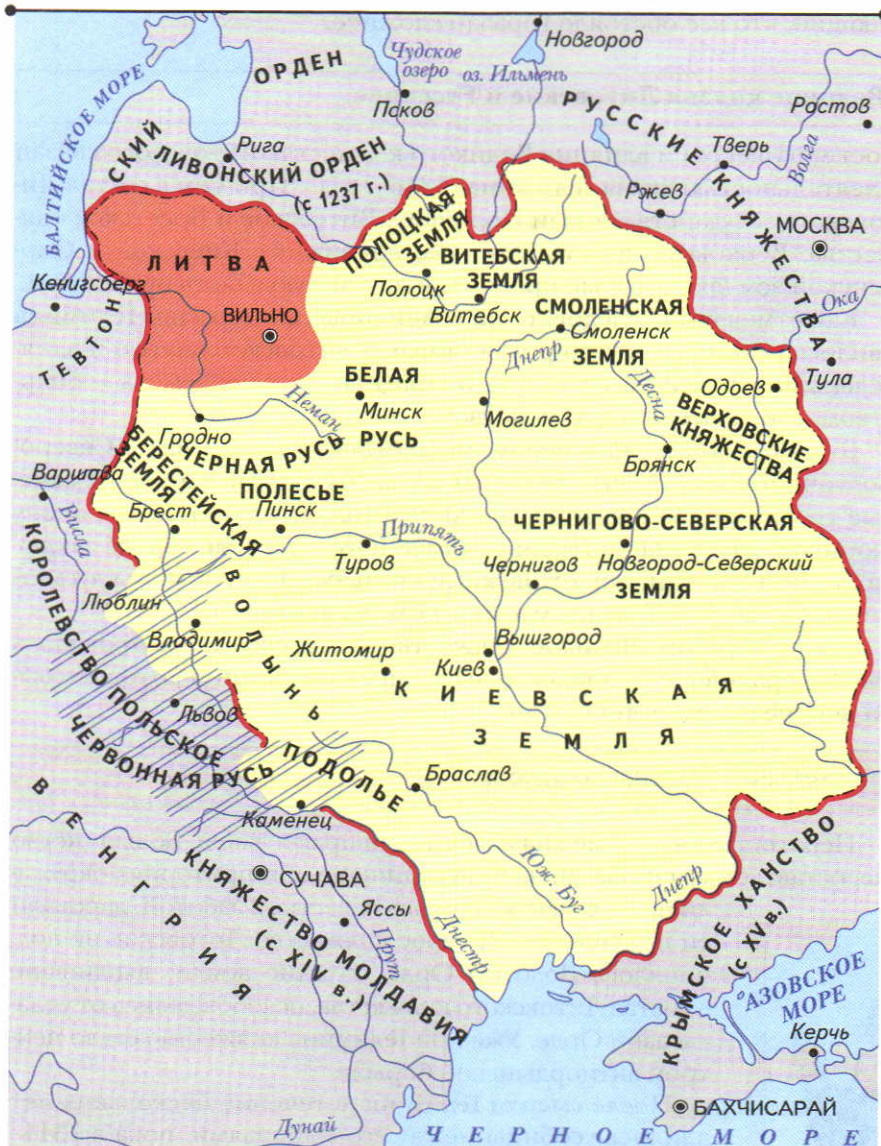 Новгород
Чудское
озеро
оз. Ильмень
Псков
ОРДЕН
БАЛТИЙСКОЕ МОРЕ
РУССКИЕ КНЯЖЕСТВА
Ростов
Тверь
Волга
Ржев
МОСКВА
Рига
ТЕВТОНСКИЙ
ЛИВОНСКИЙ ОРДЕН
(с 1237 г.)
ПОЛОЦКАЯ
ЗЕМЛЯ
ВИТЕБСКАЯ
ЗЕМЛЯ
Полоцк
Витебск
ЛИТВА
Кенигсберг
ВИЛЬНО
СМОЛЕНСКАЯ
Смоленск
ЗЕМЛЯ
Днепр
Ока
Тула
Одоев
ВЕРХОВСКИЕ
КНЯЖЕСТВА
Десна
БЕЛАЯ
Минск
РУСЬ
Могилев
Неман
Гродно
ЧЕРНАЯ РУСЬ
Брянск
БЕРЕСТЕЙСКАЯ
ЗЕМЛЯ
Варшава
Висла
Брест
ПОЛЕСЬЕ
Пинск
Припять
Туров
ЧЕРНИГОВО-СЕВЕРСКАЯ
Новгород-Северский
Чернигов
ЗЕМЛЯ
КОРОЛЕВСТВО ПОЛЬСКОЕ
Люблин
Владимир
ВОЛЫНЬ
Житомир
Вышгород
Киев
КИЕВСКАЯ
ЗЕМЛЯ
Львов
ЧЕРВОННАЯ РУСЬ
ПОДОЛЬЕ
Браслав
Каменец
ВЕНГРИЯ
КНЯЖЕСТВО МОЛДАВИЯ
(с XIV в.)
СУЧАВА
Яссы
Прут
Днестр
Юж. Буг
Днепр
КРЫМСКОЕ ХАНСТВО
(с XV в.)
АЗОВСКОЕ
МОРЕ
Керчь
БАХЧИСАРАЙ
Дунай
ЧЕРНОЕ МОРЕ